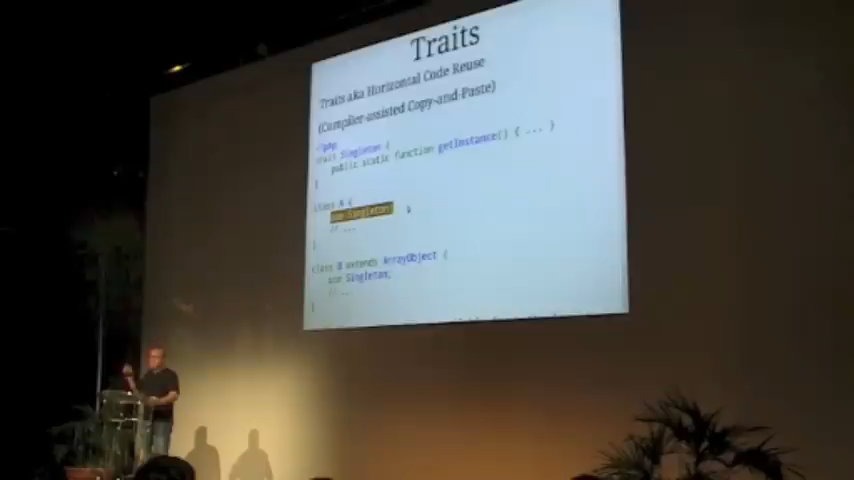 Traits
Traits aka Horizontal Code Reuse
(Compiler-assisted Copy-and-Paste)
<?php
trait Singleton {
public static function getInstance() { ... }
}
class A {
use Singleton;
// ...
}
class B extends ArrayObject {
use Singleton;
// ...
}